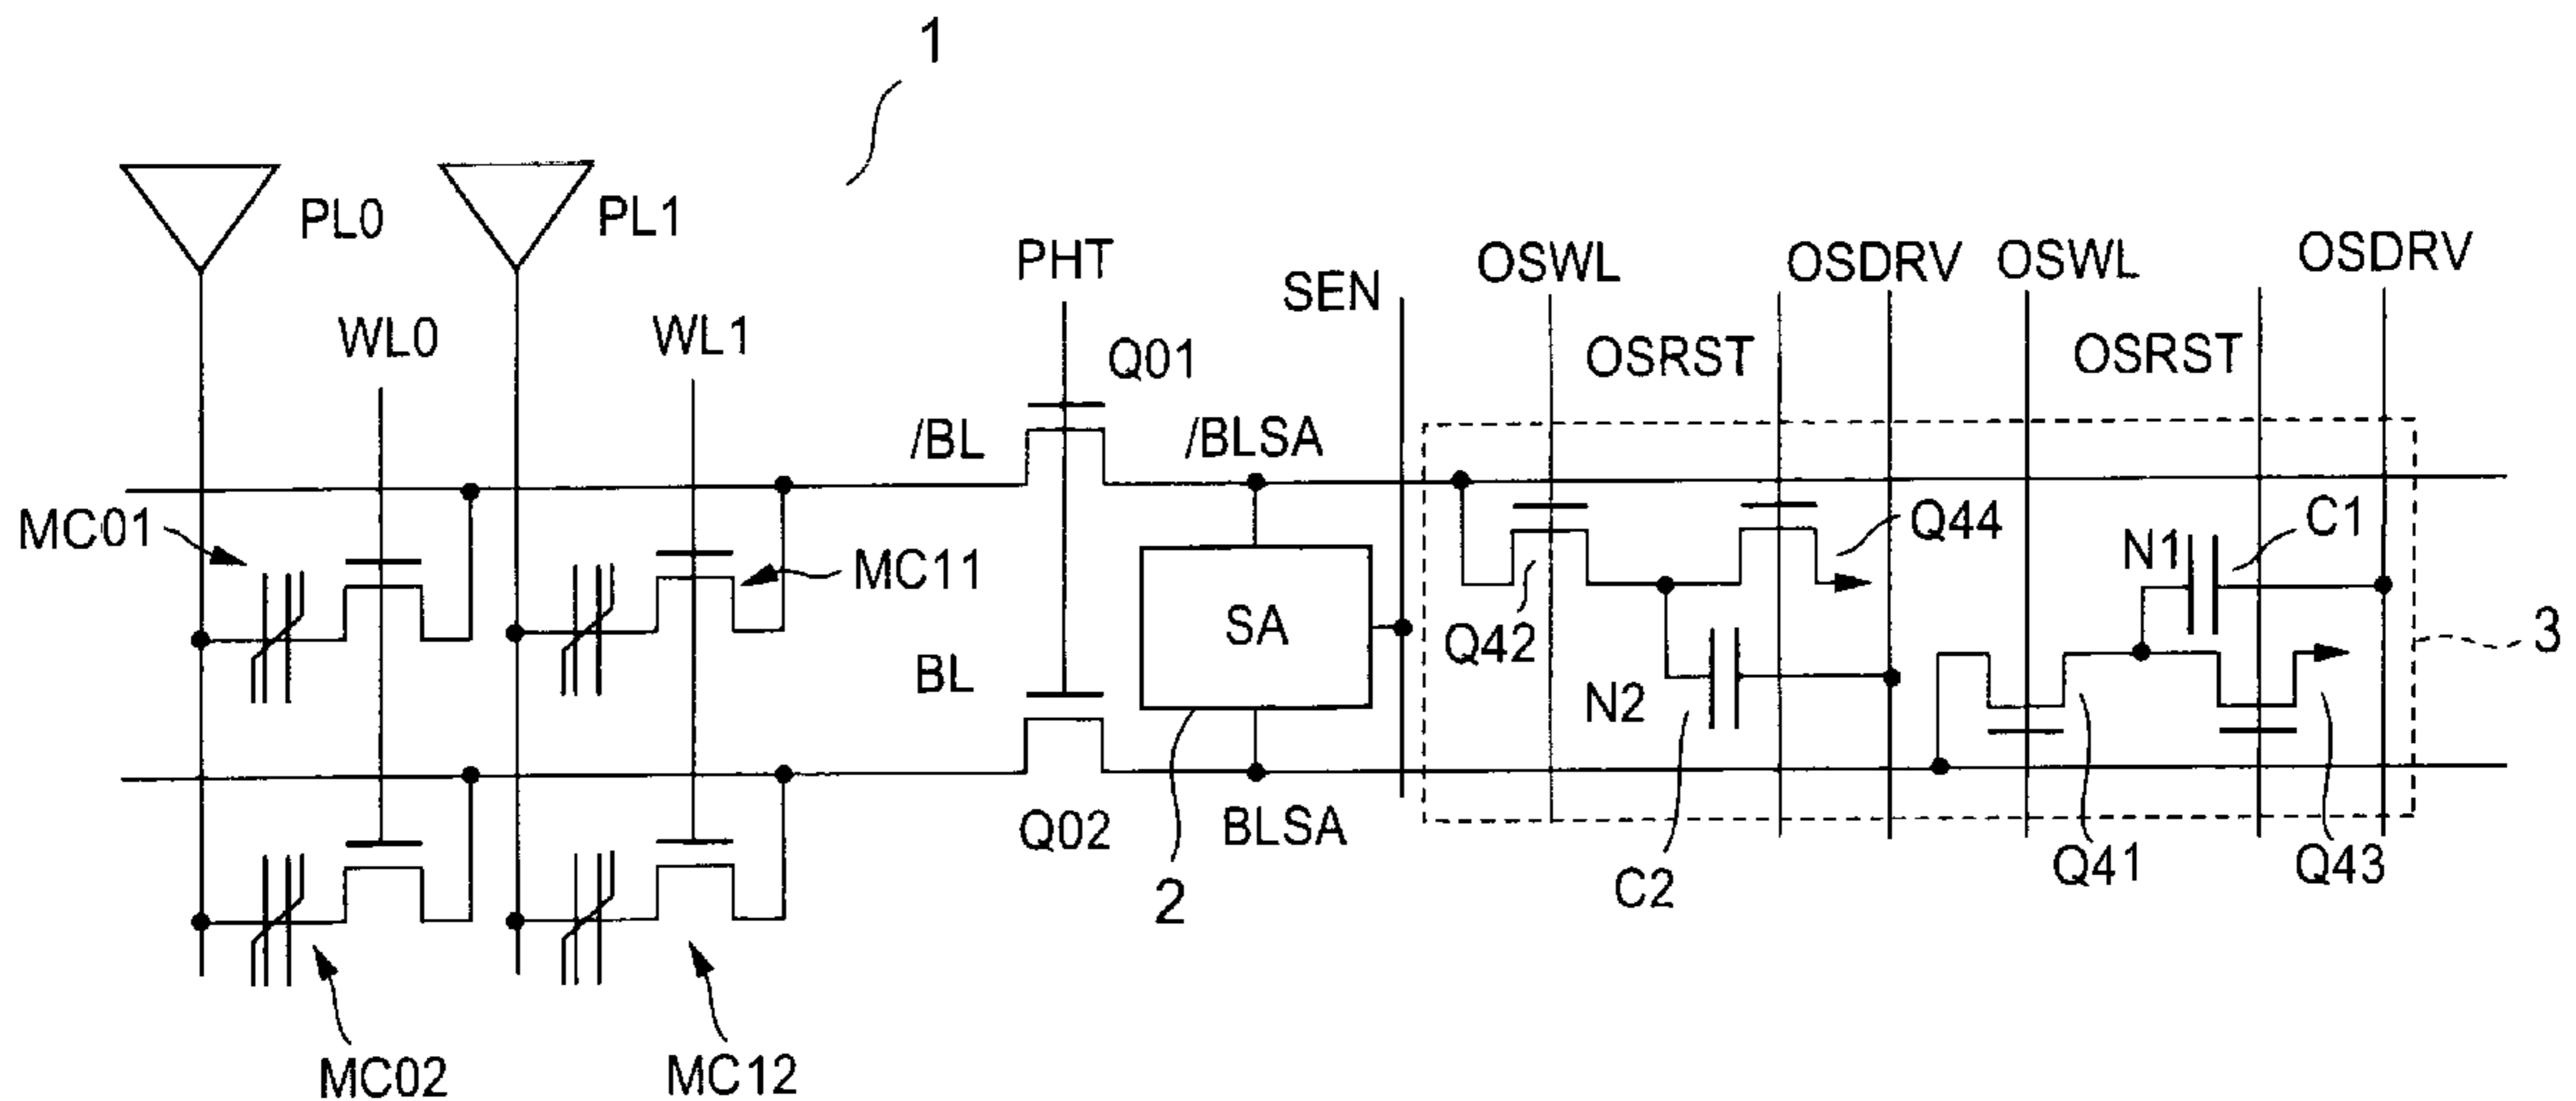 1
PL0
PL1
PHT
SEN
OSWL
OSDRV
OSWL
OSDRV
WL0
WL1
Q01
OSRST
OSRST
/BL
/BLSA
MC01
MC11
SA
Q42
Q44
N1
C1
3
BL
N2
Q02
BLSA
2
C2
Q41
Q43
MC02
MC12